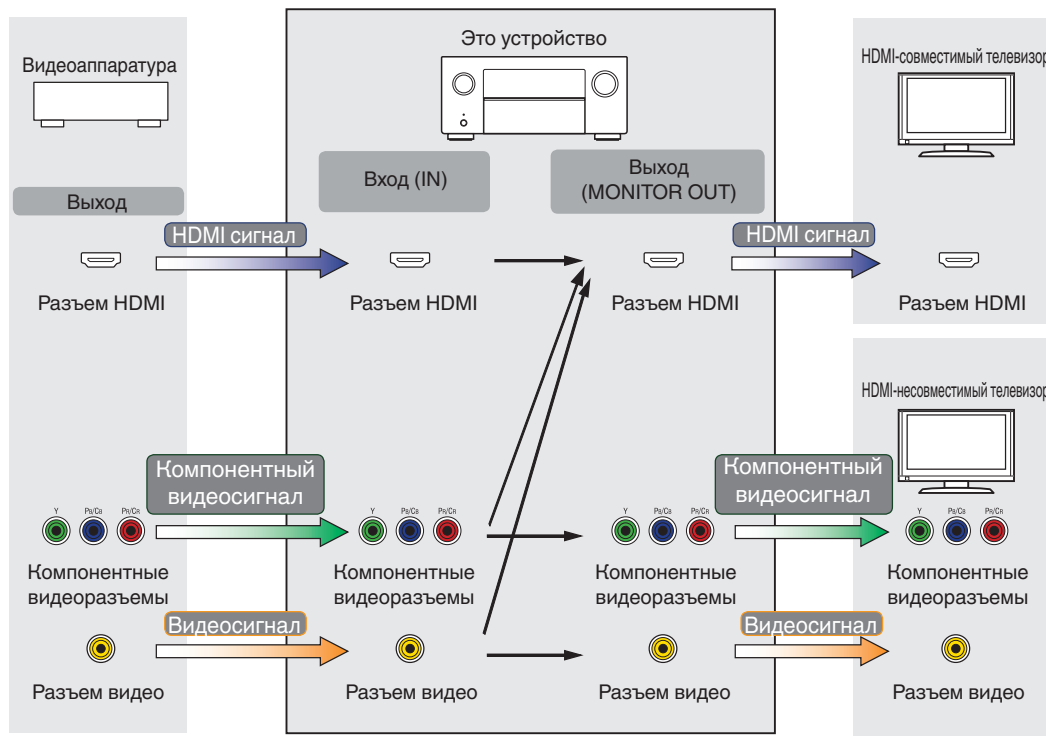 Видеоаппаратура
Это устройство
HDMI-совместимый телевизор
Вход (IN)
Выход
(MONITOR OUT)
Выход
HDMI сигнал
HDMI сигнал
Разъем HDMI
Разъем HDMI
Разъем HDMI
Разъем HDMI
HDMI-несовместимый телевизор
Компонентный
видеосигнал
Компонентный
видеосигнал
Y PB/CB PR/CR
Y PB/CB PR/CR
Y PB/CB PR/CR
Y PB/CB PR/CR
Компонентные
видеоразъемы
Компонентные
видеоразъемы
Компонентные
видеоразъемы
Компонентные
видеоразъемы
Видеосигнал
Видеосигнал
Разъем видео
Разъем видео
Разъем видео
Разъем видео